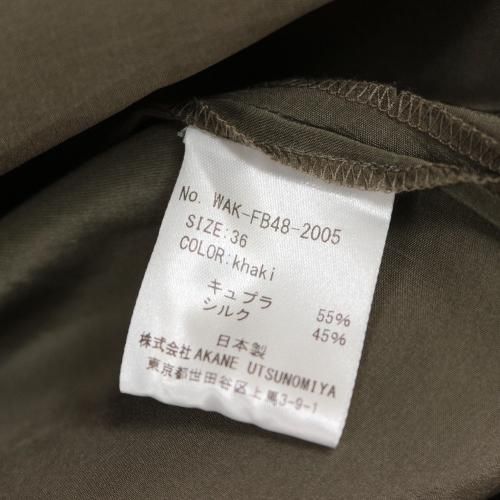 No. WAK-FB48-2005
SIZE:36
COLOR:khaki
キュプラ 55%
シルク 45%
日本製
株式会社AKANE UTSUNOMIYA
東京都世田谷区上馬3-9-1